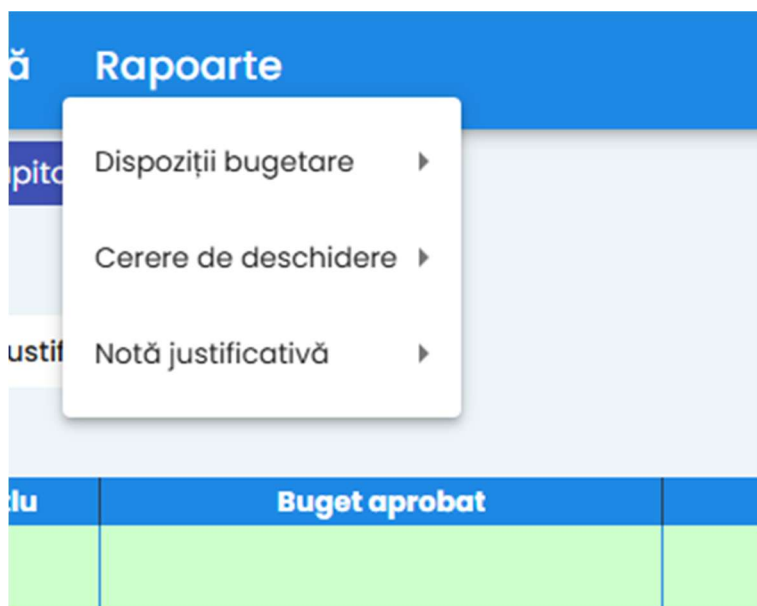 Rapoarte
Dispoziții bugetare
Cerere de deschidere
Notă justificativă
Buget aprobat